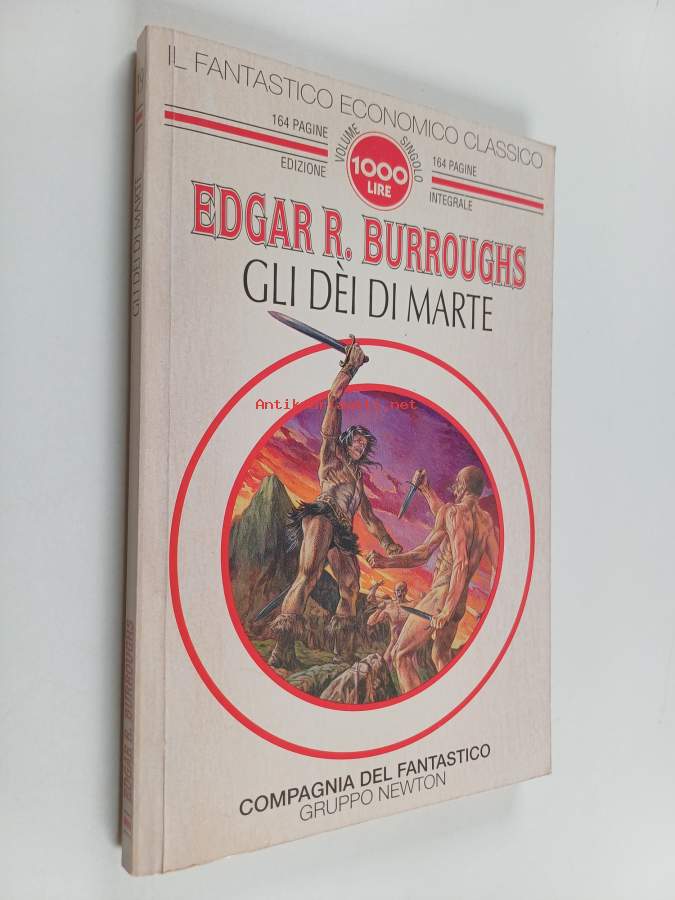 IL FANTASTICO ECONOMICO CLASSICO
164 PAGINE
EDIZIONE
VOLUME SINGOLO
1000
LIRE
164 PAGINE
INTEGRALE
EDGAR R. BURROUGHS
GLI DÈI DI MARTE
Antikvariaatti.net
COMPAGNIA DEL FANTASTICO
GRUPPO NEWTON
GLI DÈI DI MARTE
EDGAR R. BURROUGHS